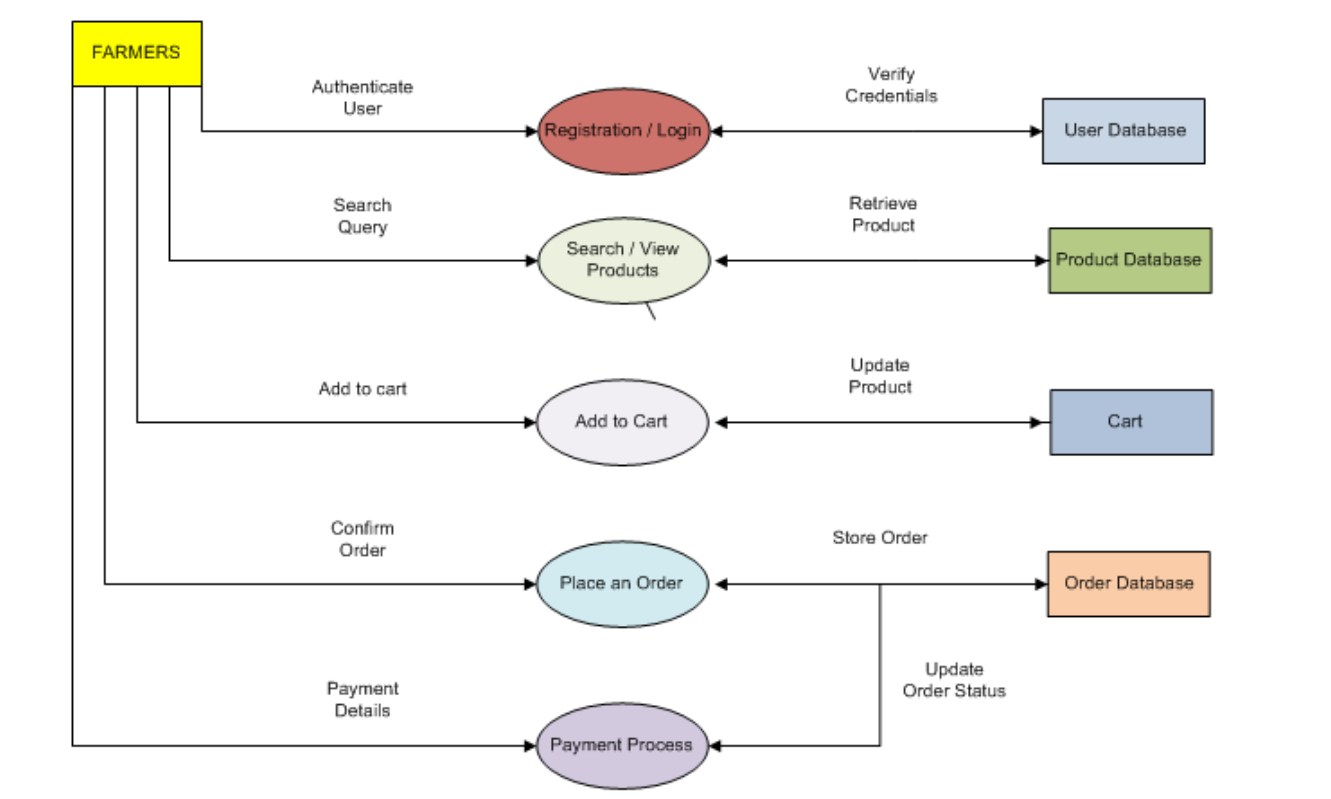 FARMERS
Authenticate
User
Registration / Login
Verify
Credentials
User Database
Search
Query
Search / View
Products
Retrieve
Product
Product Database
Add to cart
Add to Cart
Update
Product
Cart
Confirm
Order
Place an Order
Store Order
Order Database
Payment
Details
Payment Process
Update
Order Status